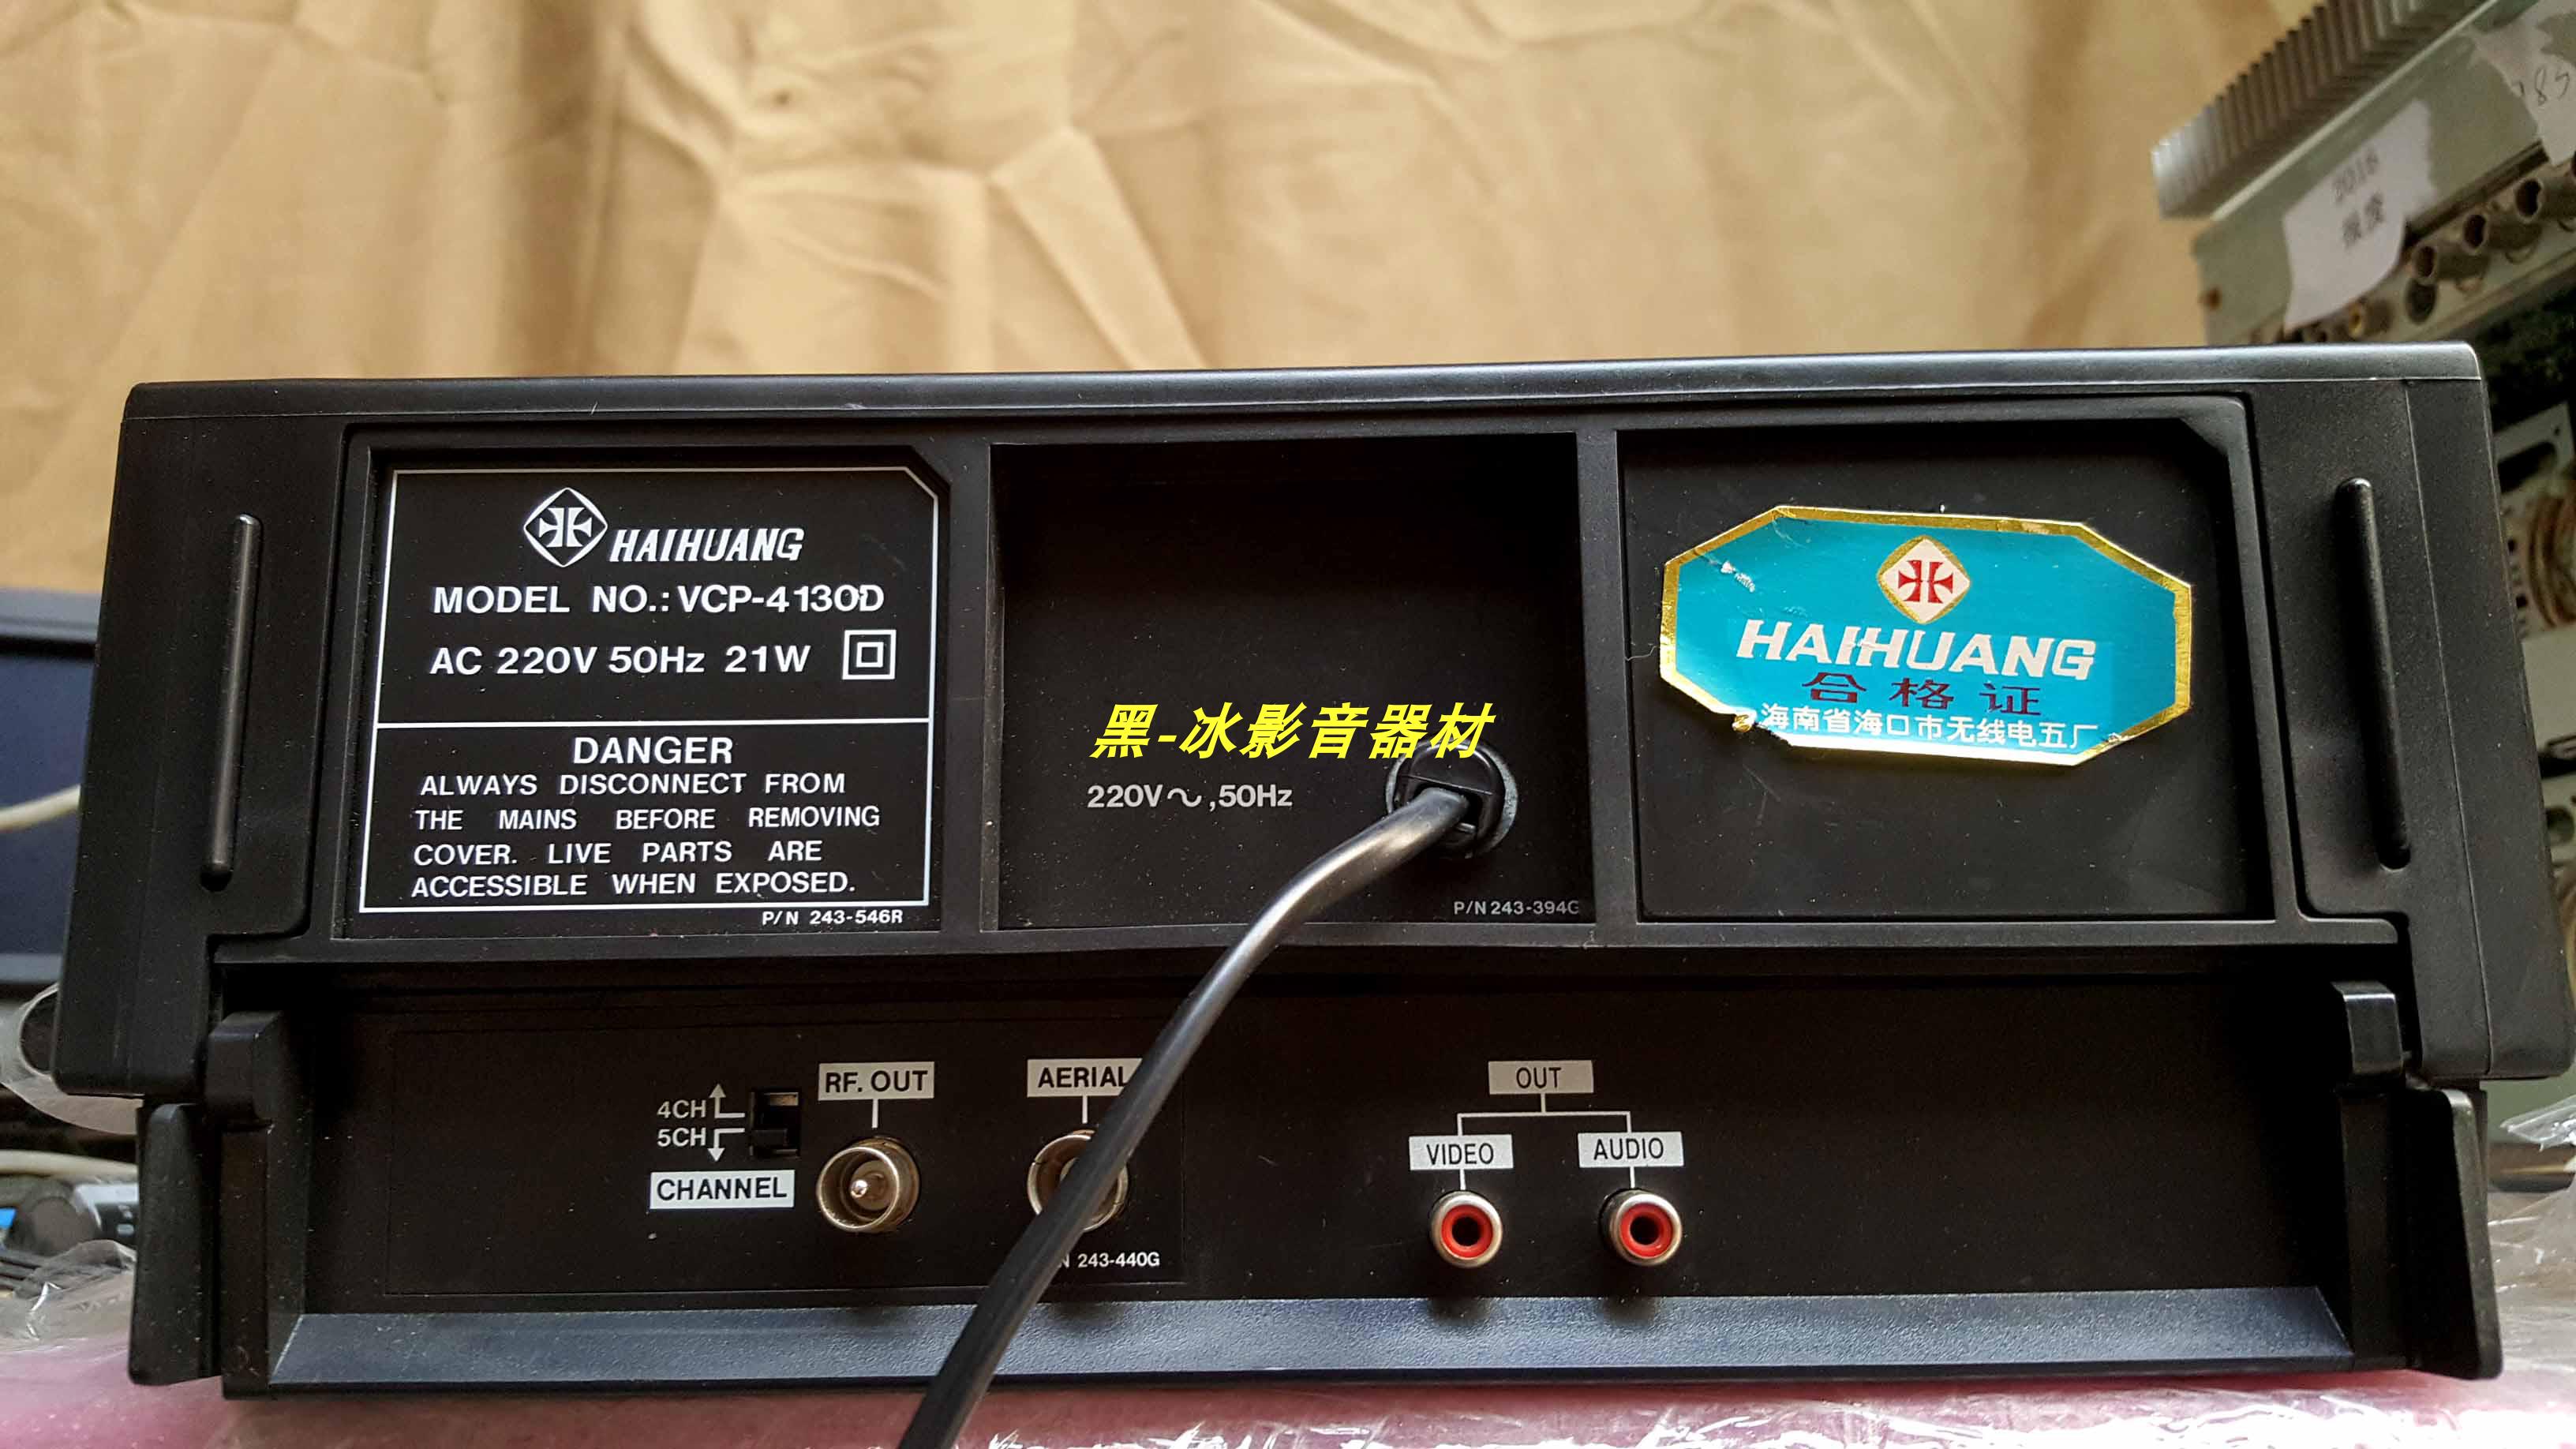 HAIHUANG
MODEL NO.: VCP-4130D
AC 220V 50Hz 21W
DANGER
ALWAYS DISCONNECT FROM
THE MAINS BEFORE REMOVING
COVER. LIVE PARTS ARE
ACCESSIBLE WHEN EXPOSED.
P/N 243-546R
黑-冰影音器材
220V～,50Hz
P/N 243-394G
HAIHUANG
合格证
海南省海口市无线电五厂
4CH
5CH
CHANNEL
RF. OUT
AERIAL
243-440G
OUT
VIDEO
AUDIO
2015